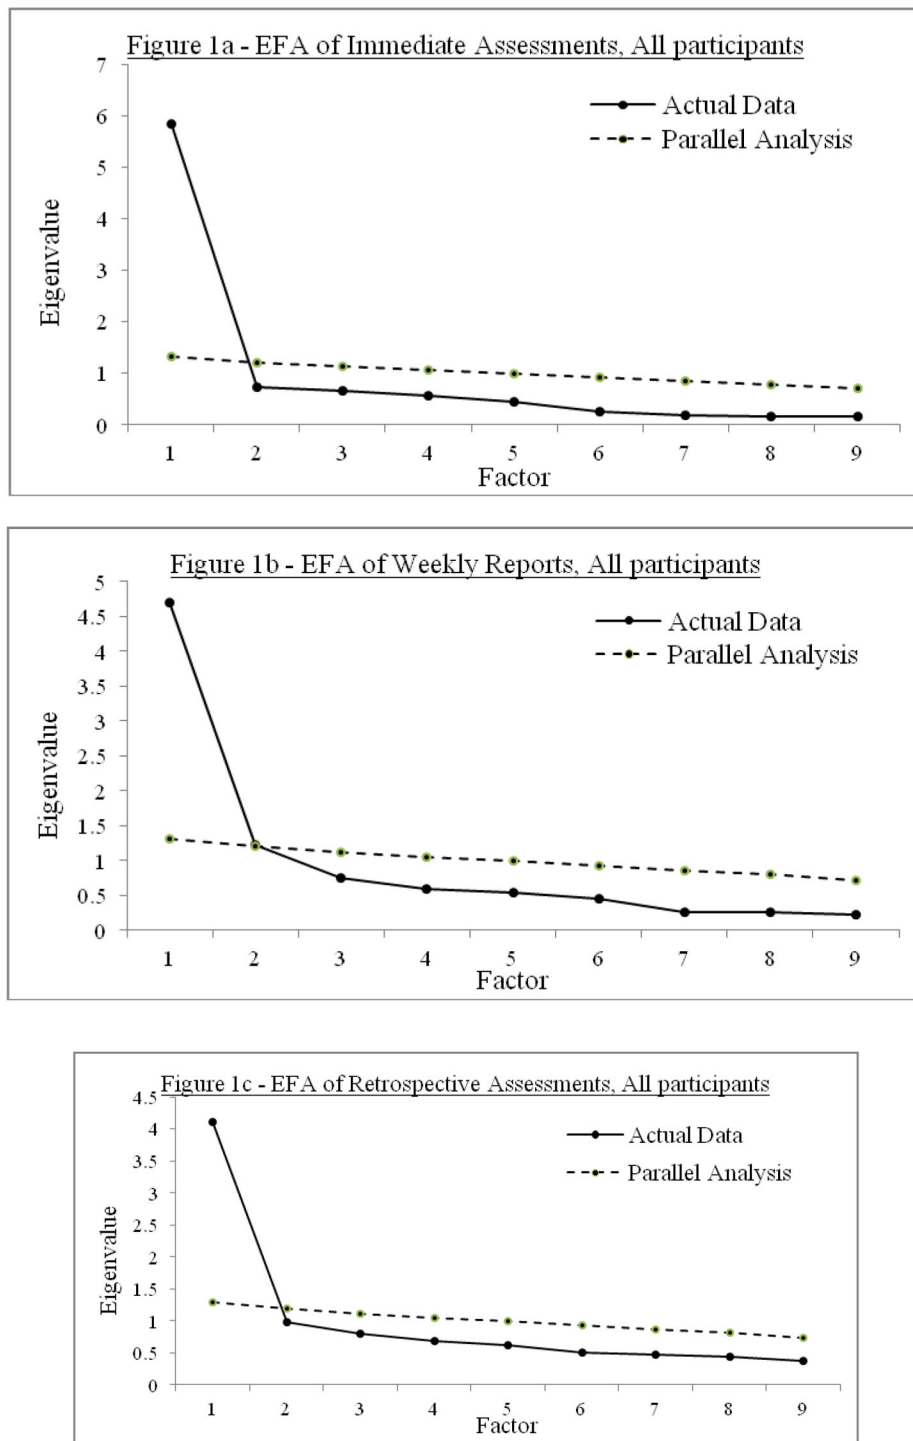 Figure 1a - EFA of Immediate Assessments, All participants
7
6
5
4
3
2
1
0
Eigenvalue
Actual Data
Parallel Analysis
1 2 3 4 5 6 7 8 9
Factor
Figure 1b - EFA of Weekly Reports, All participants
5
4.5
4
3.5
3
2.5
2
1.5
1
0.5
0
Eigenvalue
Actual Data
Parallel Analysis
1 2 3 4 5 6 7 8 9
Factor
Figure 1c - EFA of Retrospective Assessments, All participants
4.5
4
3.5
3
2.5
2
1.5
1
0.5
0
Eigenvalue
Actual Data
Parallel Analysis
1 2 3 4 5 6 7 8 9
Factor